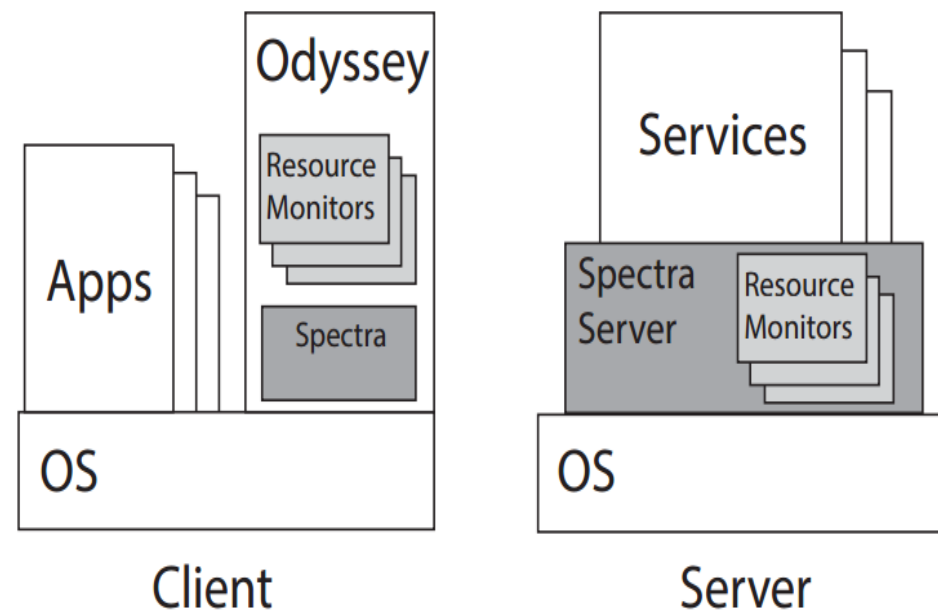 Odyssey
Resource
Monitors
Spectra
Apps
OS
Client
Services
Spectra
Server
Resource
Monitors
OS
Server